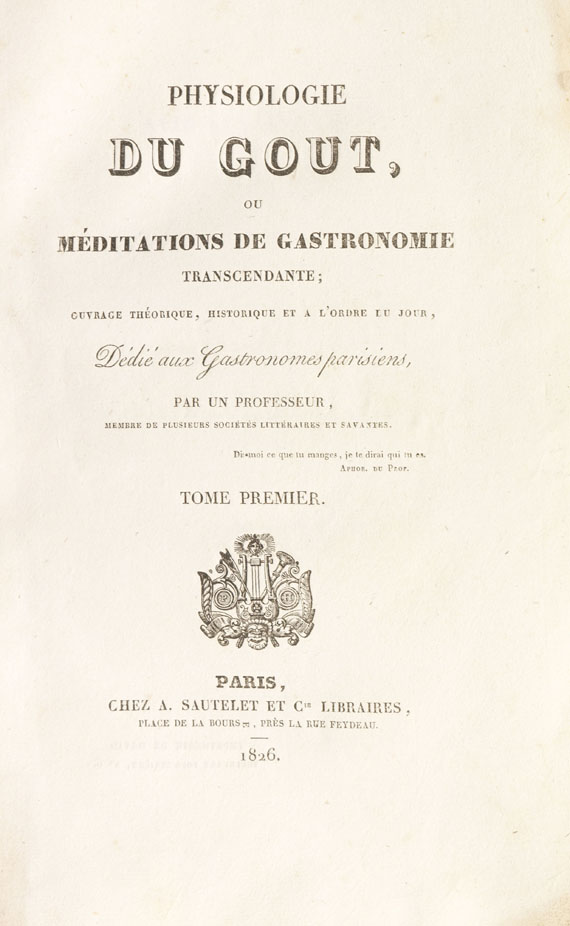 PHYSIOLOGIE
DU GOUT,
OU
MÉDITATIONS DE GASTRONOMIE
TRANSCENDANTE;
OUVRAGE THÉORIQUE, HISTORIQUE ET A L'ORDRE DU JOUR,
Dédié aux Gastronomes parisiens,
PAR UN PROFESSEUR,
MEMBRE DE PLUSIEURS SOCIÉTÉS LITTÉRAIRES ET SAVANTES.
Dis-moi ce que tu manges, je te dirai qui tu es.
APHOR. DU PROF.
TOME PREMIER.
PARIS,
CHEZ A. SAUTELET ET Cie LIBRAIRES,
PLACE DE LA BOURSE, PRÈS LA RUE FEYDEAU.
1826.